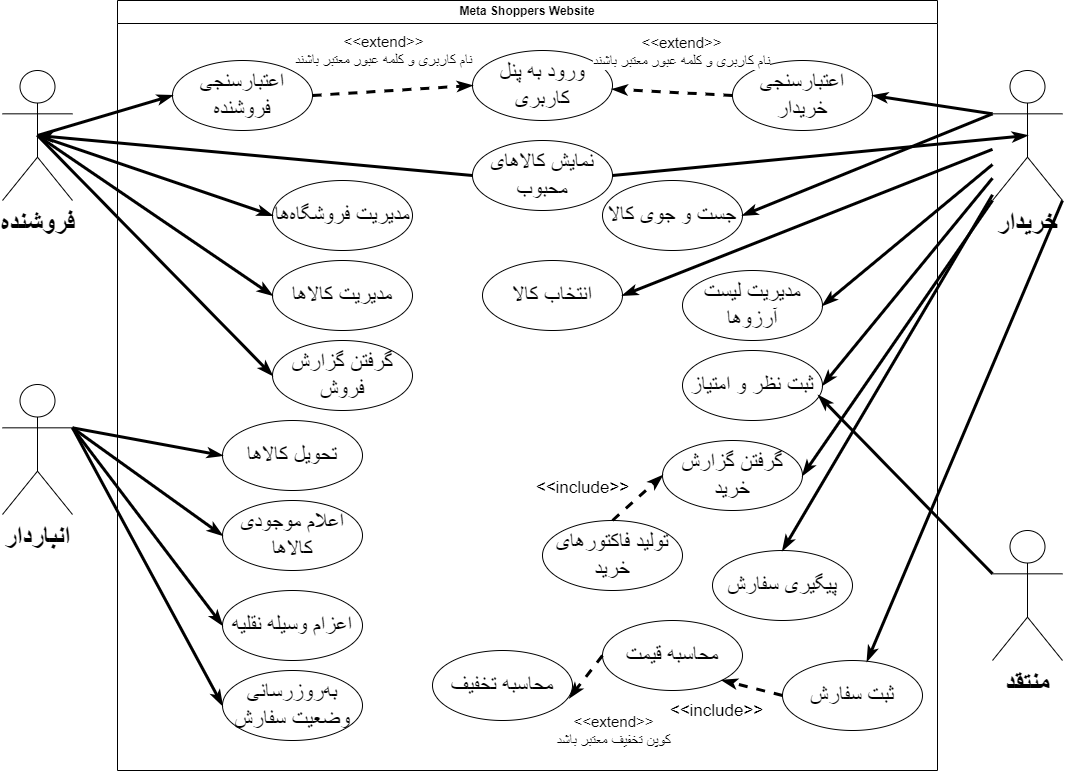 Meta Shoppers Website
<<extend>>
نام کاربری و کلمه عبور معتبر باشند
<<extend>>
نام کاربری و کلمه عبور معتبر باشند
اعتبارسنجی
فروشنده
ورود به پنل
کاربری
اعتبارسنجی
خریدار
نمایش کالاهای
محبوب
فروشنده
مدیریت فروشگاه‌ها
جست و جوی کالا
خریدار
مدیریت کالاها
انتخاب کالا
مدیریت لیست
آرزوها
گرفتن گزارش
فروش
ثبت نظر و امتیاز
تحویل کالاها
گرفتن گزارش
خرید
<<include>>
انباردار
اعلام موجودی
کالاها
تولید فاکتورهای
خرید
پیگیری سفارش
اعزام وسیله نقلیه
محاسبه قیمت
محاسبه تخفیف
منتقد
به‌روزرسانی
وضعیت سفارش
ثبت سفارش
<<include>>
<<extend>>
کوپن تخفیف معتبر باشد